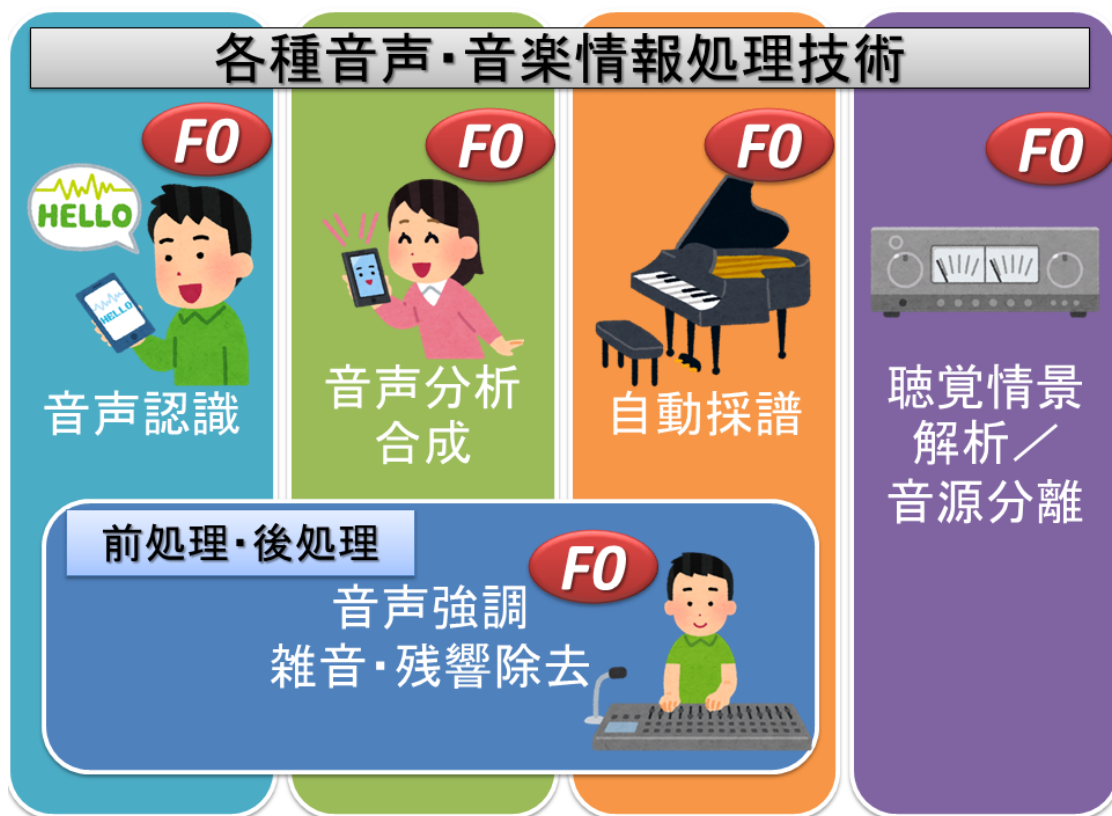 各種音声・音楽情報処理技術
F0
HELLO
HELLO
音声認識
F0
音声分析
合成
F0
自動採譜
F0
聴覚情景
解析／
音源分離
前処理・後処理
F0
音声強調
雑音・残響除去